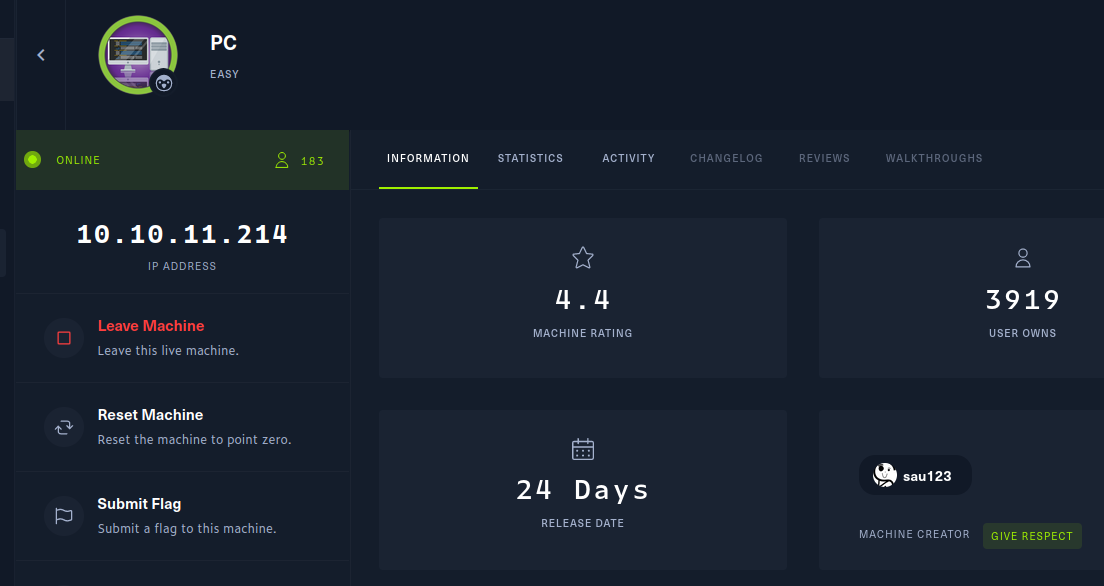 PC
EASY
ONLINE
183
INFORMATION
STATISTICS
ACTIVITY
CHANGELOG
REVIEWS
WALKTHROUGHS
10.10.11.214
IP ADDRESS
Leave Machine
Leave this live machine.
Reset Machine
Reset the machine to point zero.
Submit Flag
Submit a flag to this machine.
4.4
MACHINE RATING
3919
USER OWNS
24 Days
RELEASE DATE
sau123
MACHINE CREATOR
GIVE RESPECT